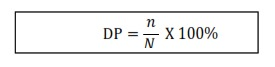 DP = n/N X 100%